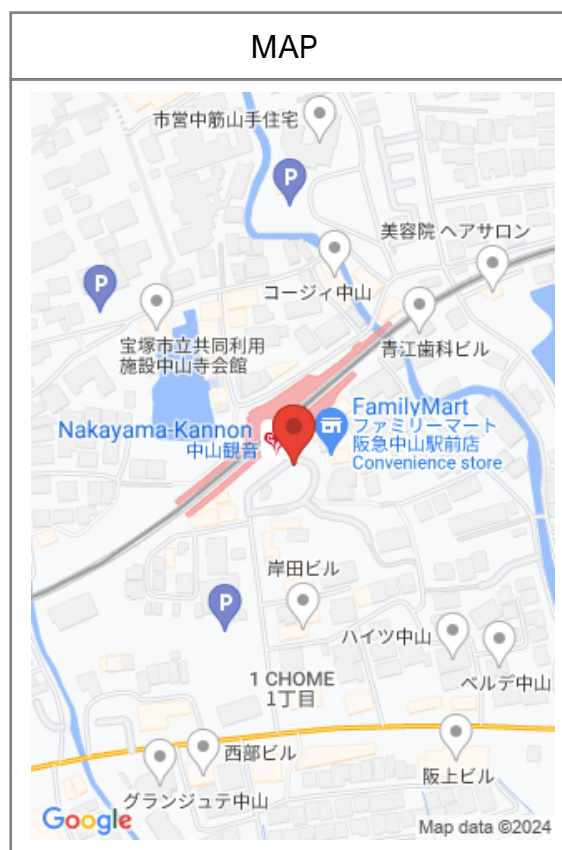 MAP
市営中筋山手住宅
P
美容院 ヘアサロン
コージィ中山
P
宝塚市立共同利用
施設中山寺会館
青江歯科ビル
FamilyMart
ファミリーマート
阪急中山駅前店
Convenience store
Nakayama-Kannon
中山観音
岸田ビル
P
ハイツ中山
ベルデ中山
1 CHOME
1丁目
西部ビル
阪上ビル
グランジュテ中山
Google
Map data ©2024